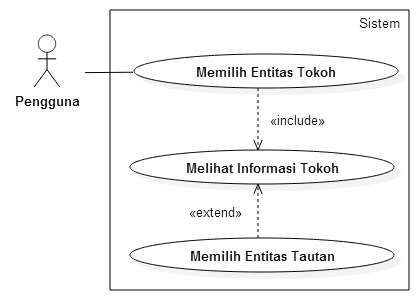 Sistem
Memilih Entitas Tokoh
Pengguna
«include»
Melihat Informasi Tokoh
«extend»
Memilih Entitas Tautan